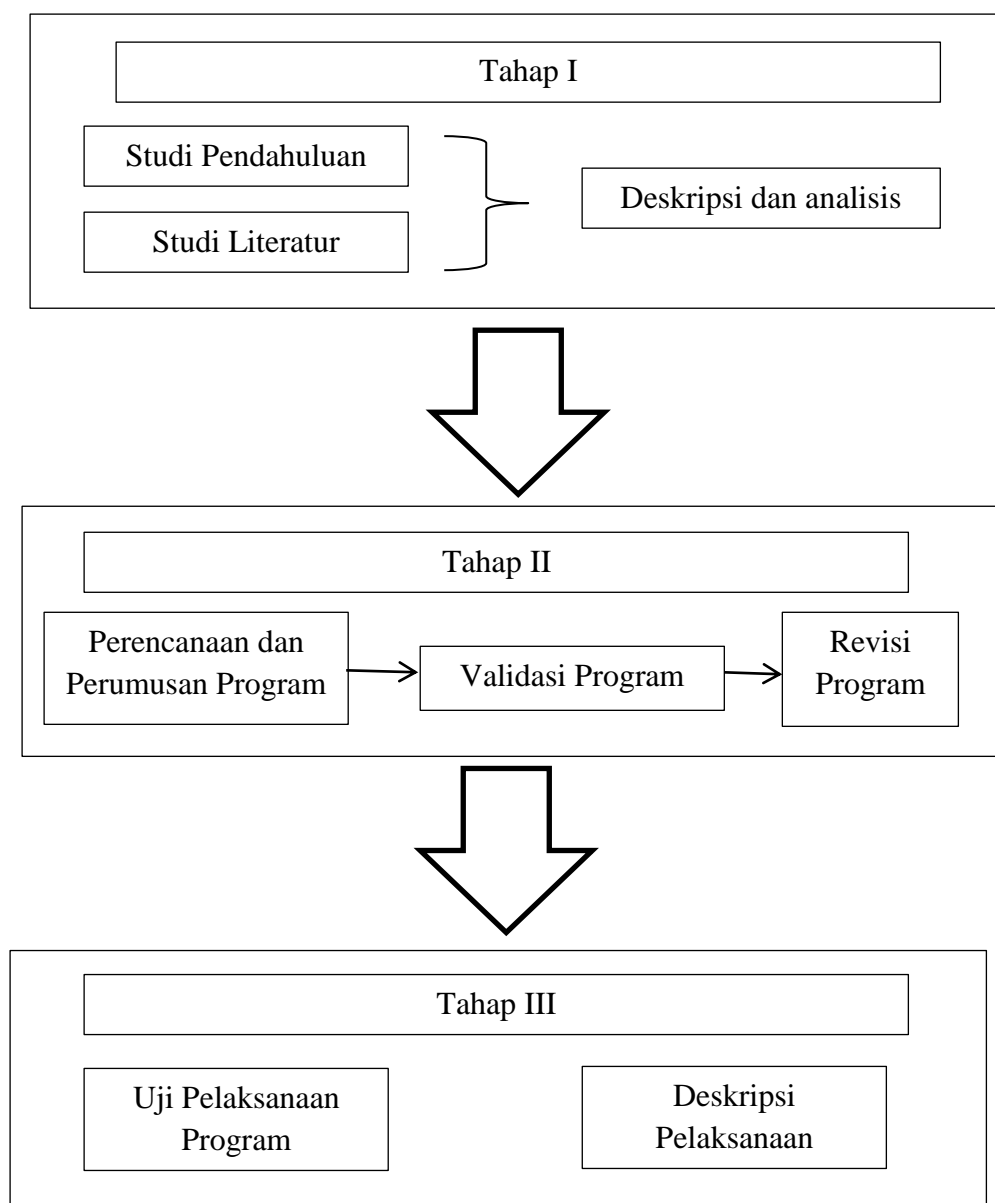 Tahap I
Studi Pendahuluan
Studi Literatur
Deskripsi dan analisis
Tahap II
Perencanaan dan
Perumusan Program
Validasi Program
Revisi
Program
Tahap III
Uji Pelaksanaan
Program
Deskripsi
Pelaksanaan